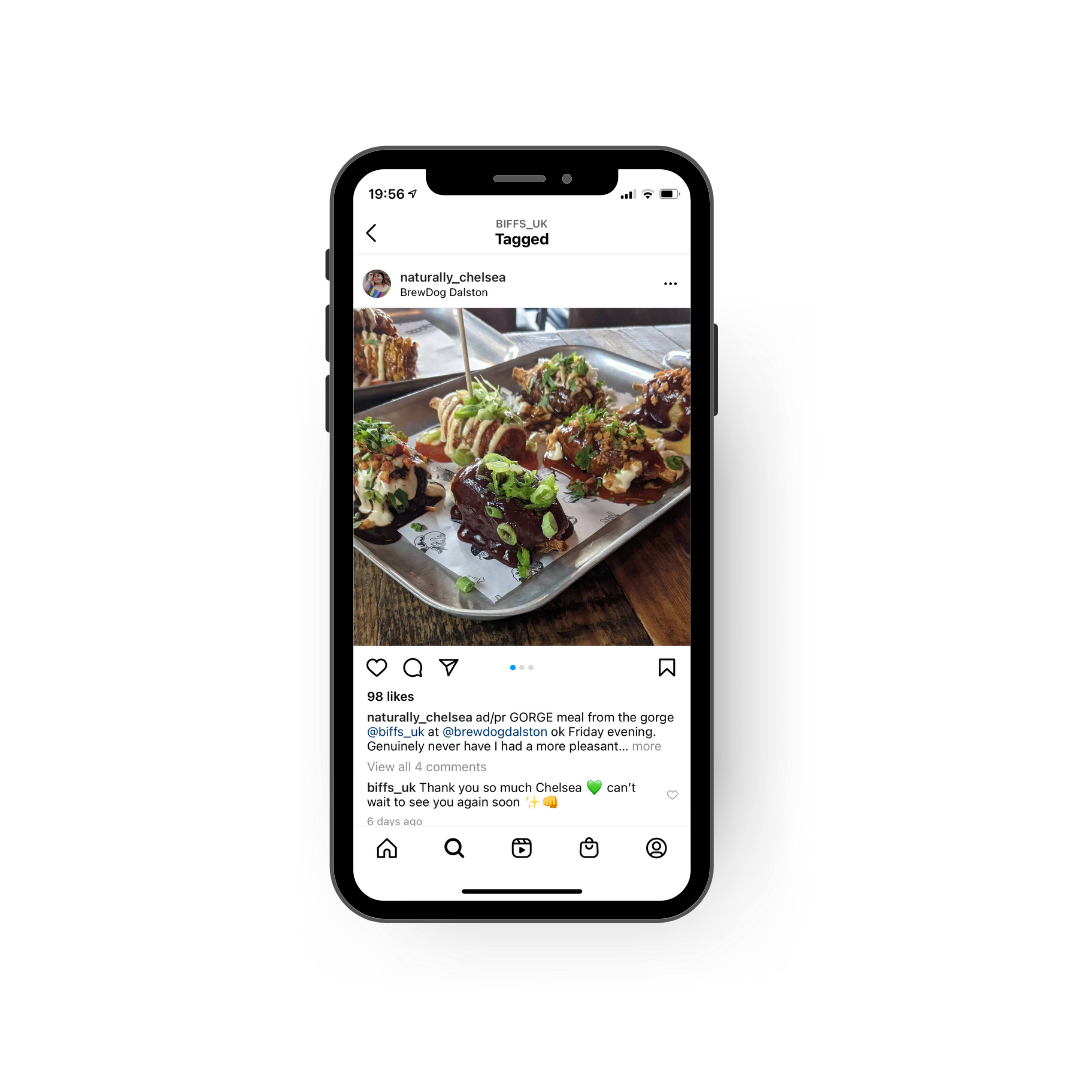 19:56
BIFFS_UK
Tagged
naturally_chelsea
BrewDog Dalston
98 likes
naturally_chelsea ad/pr GORGE meal from the gorge
@biffs_uk at @brewdogdalston ok Friday evening.
Genuinely never have I had a more pleasant... more
View all 4 comments
biffs_uk Thank you so much Chelsea 💚 can't
wait to see you again soon ✨👊
6 days ago